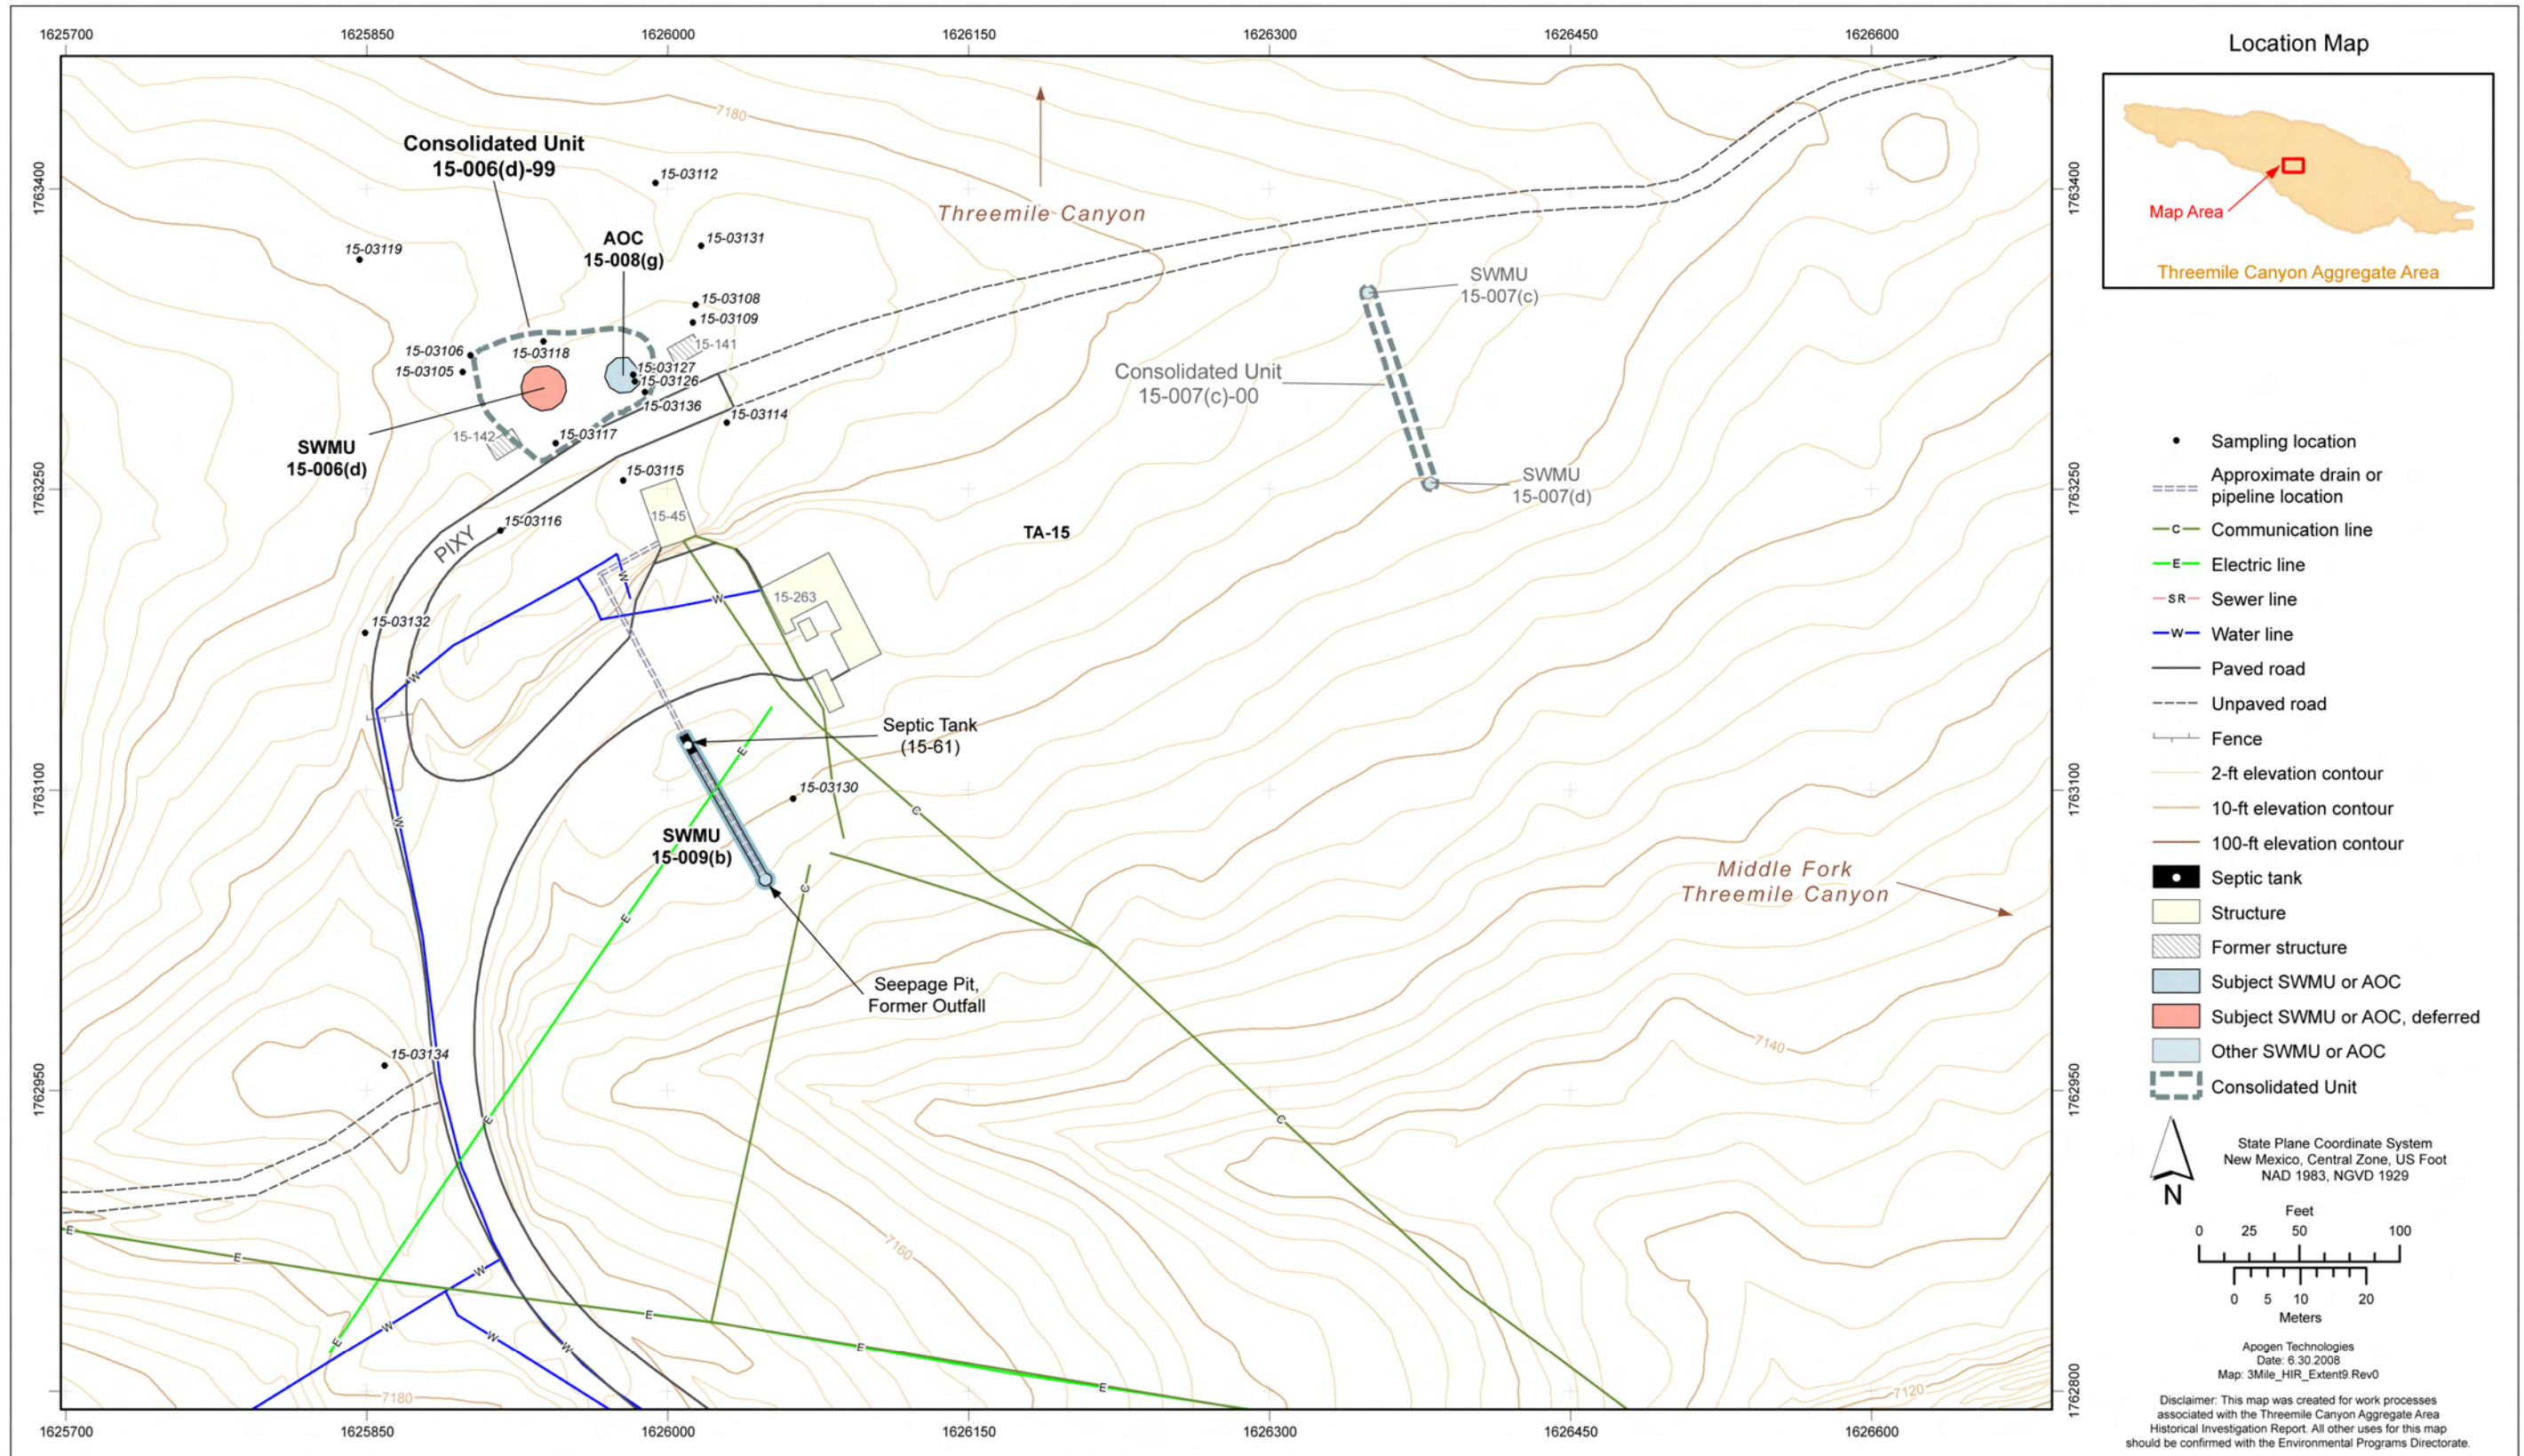 1625700
1625850
1626000
1626150
1626300
1626450
1626600
Location Map
Map Area
Threemile Canyon Aggregate Area
1763400
1763400
7180
Consolidated Unit
15-006(d)-99
15-03112
Threemile Canyon
AOC
15-008(g)
15-03131
15-03119
15-03108
15-03109
15-141
15-03106
15-03118
15-03105
15-03127
15-03126
15-03136
15-03114
SWMU
15-007(c)
Consolidated Unit
15-007(c)-00
15-142
15-03117
SWMU
15-006(d)
15-03115
SWMU
15-007(d)
1763250
1763250
15-45
15-03116
PIXY
TA-15
W
W
15-263
15-03132
W
Septic Tank
(15-61)
E
15-03130
C
1763100
1763100
W
SWMU
15-009(b)
C
E
Middle Fork
Threemile Canyon
Seepage Pit,
Former Outfall
7140
15-03134
1762950
1762950
E
C
E
E
7160
W
E
E
W
W
W
E
E
7180
7120
1762800
1625700
1625850
1626000
1626150
1626300
1626450
1626600
Sampling location
Approximate drain or
pipeline location
C Communication line
E Electric line
SR Sewer line
W Water line
Paved road
Unpaved road
Fence
2-ft elevation contour
10-ft elevation contour
100-ft elevation contour
Septic tank
Structure
Former structure
Subject SWMU or AOC
Subject SWMU or AOC, deferred
Other SWMU or AOC
Consolidated Unit
N
State Plane Coordinate System
New Mexico, Central Zone, US Foot
NAD 1983, NGVD 1929
Feet
0 25 50 100
0 5 10 20
Meters
Apogen Technologies
Date: 6.30.2008
Map: 3Mile_HIR_Extent9.Rev0
Disclaimer: This map was created for work processes
associated with the Threemile Canyon Aggregate Area
Historical Investigation Report. All other uses for this map
should be confirmed with the Environmental Programs Directorate.